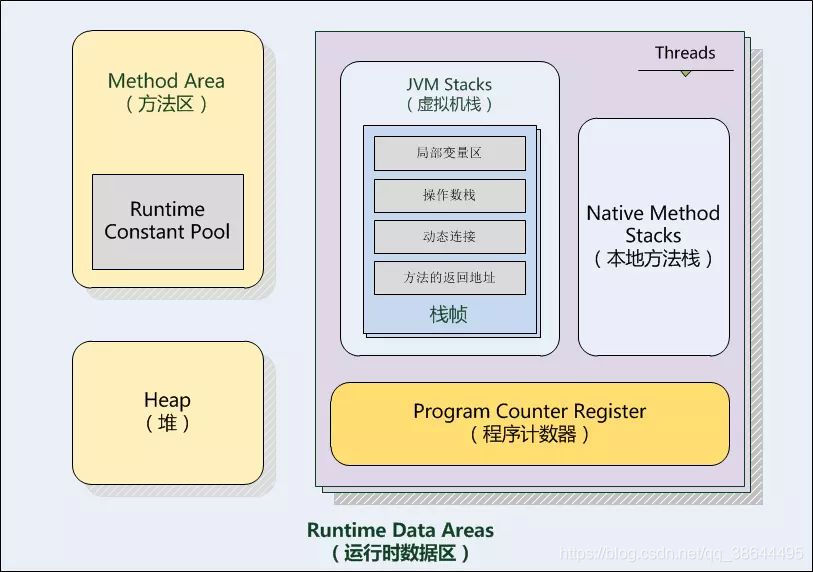 Method Area
（方法区）
Runtime
Constant Pool
Heap
（堆）
Threads
JVM Stacks
（虚拟机栈）
局部变量区
操作数栈
动态连接
方法的返回地址
栈帧
Native Method
Stacks
（本地方法栈）
Program Counter Register
（程序计数器）
Runtime Data Areas
（运行时数据区）
https://blog.csdn.net/qq_38644495